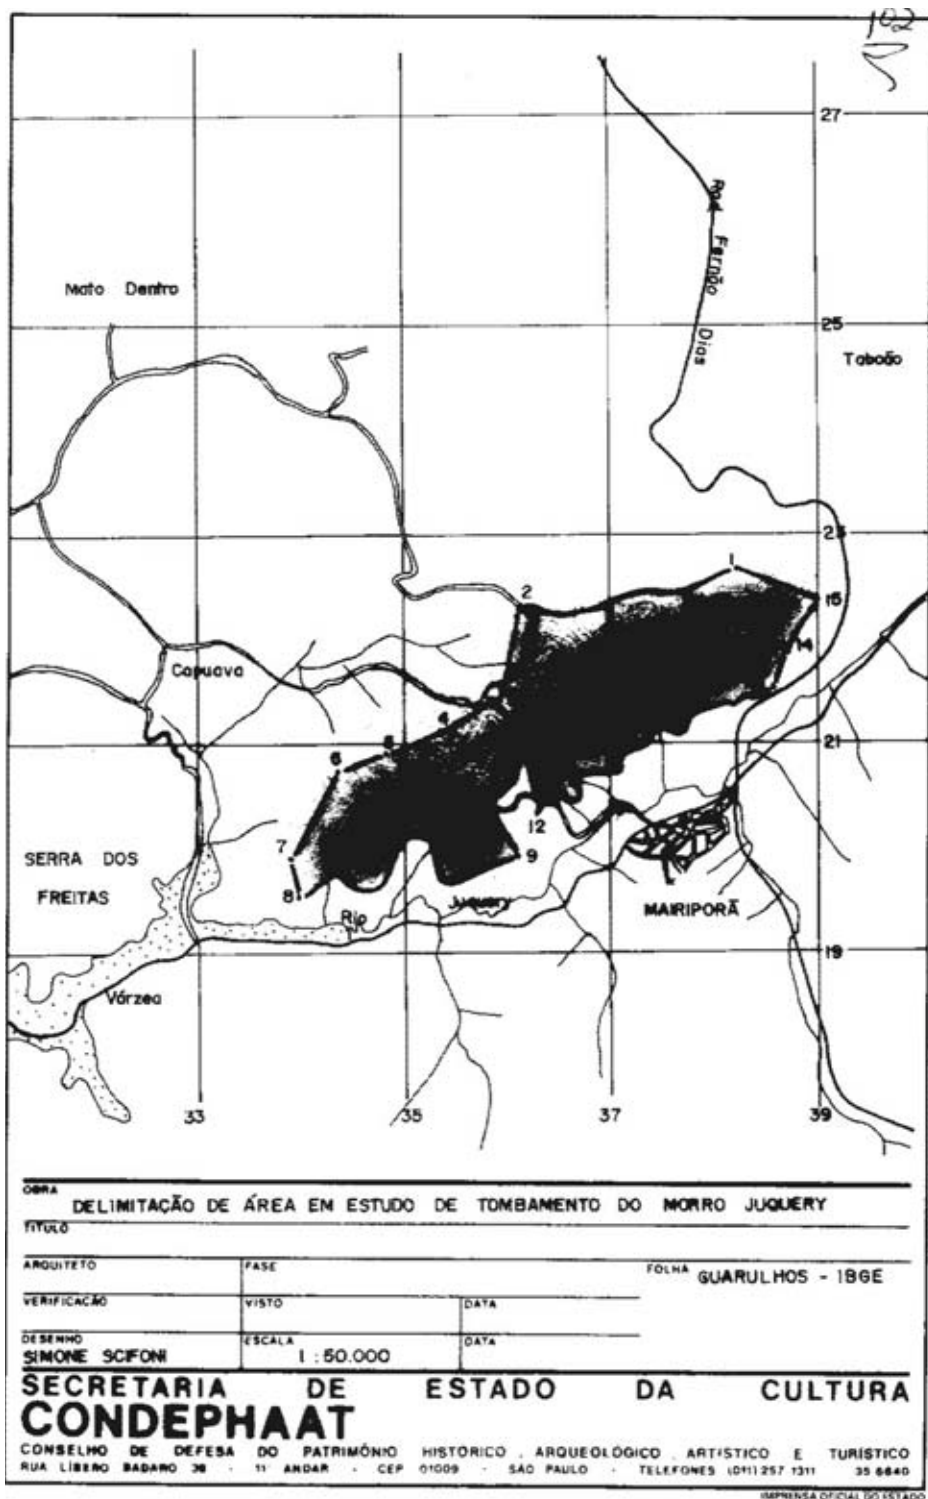 102
27
Rod. Fernão Dias
Mato Dentro
25
Taboão
23
1
2
15
14
Capuava
4
5
21
6
12
7
9
SERRA DOS
FREITAS
8
Juquery
Rio
MAIRIPORÃ
19
Várzea
33
35
37
39
OBRA
DELIMITAÇÃO DE ÁREA EM ESTUDO DE TOMBAMENTO DO MORRO JUQUERY
TITULO
ARQUITETO
FASE
FOLHA GUARULHOS - IBGE
VERIFICAÇÃO
VISTO
DATA
DESENHO
ESCALA
DATA
SIMONE SCIFONI
1:50.000
SECRETARIA DE ESTADO DA CULTURA
CONDEPHAAT
CONSELHO DE DEFESA DO PATRIMÔNIO HISTÓRICO, ARQUEOLÓGICO, ARTÍSTICO E TURÍSTICO
RUA LÍBERO BADARO 39 - 11 ANDAR - CEP 01009 - SÃO PAULO - TELEFONES (011) 257 1311 35 6640
IMPRENSA OFICIAL DO ESTADO